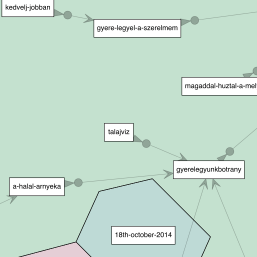 kedvelj-jobban
gyere-legyel-a-szerelmem
magaddal-huztal-a-mel
talajviz
gyerelegyunkbotrany
a-halal-arnyeka
18th-october-2014